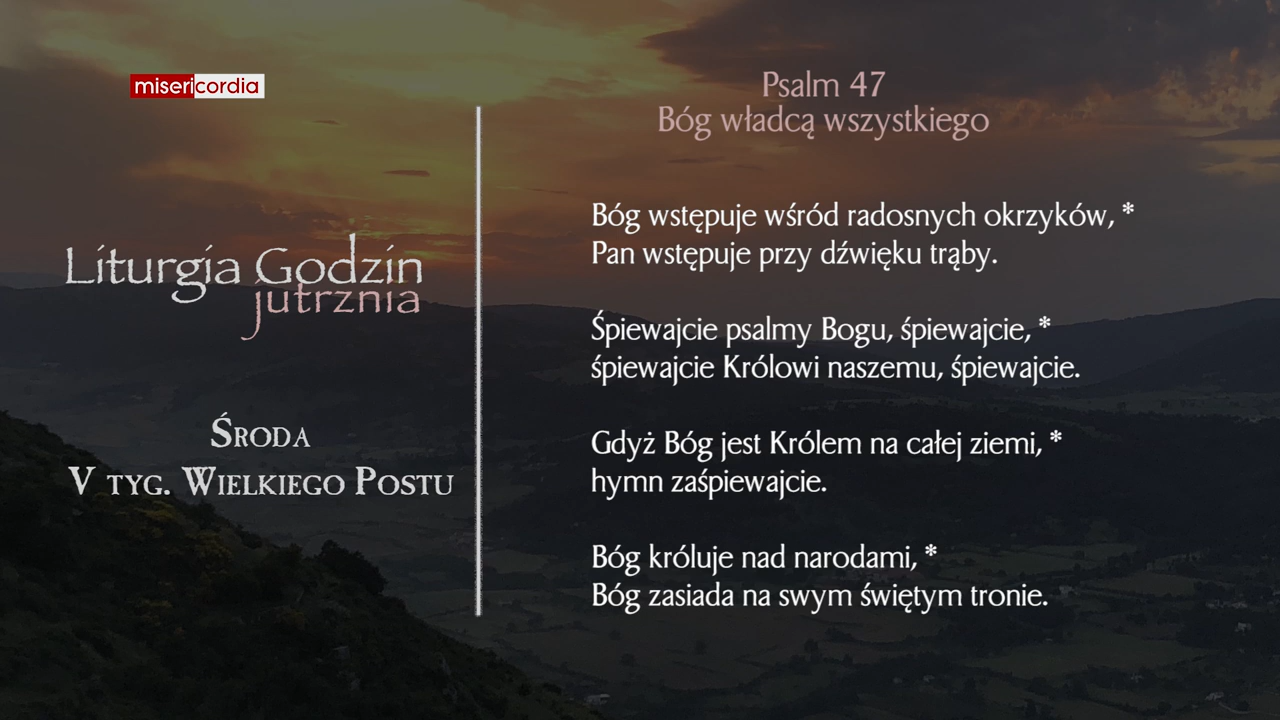 misericordia
Liturgia Godzin
jutrznia
Środa
V tyg. Wielkiego Postu
Psalm 47
Bóg władcą wszystkiego
Bóg wstępuje wśród radosnych okrzyków, *
Pan wstępuje przy dźwięku trąby.
Śpiewajcie psalmy Bogu, śpiewajcie, *
śpiewajcie Królowi naszemu, śpiewajcie.
Gdyż Bóg jest Królem na całej ziemi, *
hymn zaśpiewajcie.
Bóg króluje nad narodami, *
Bóg zasiada na swym świętym tronie.